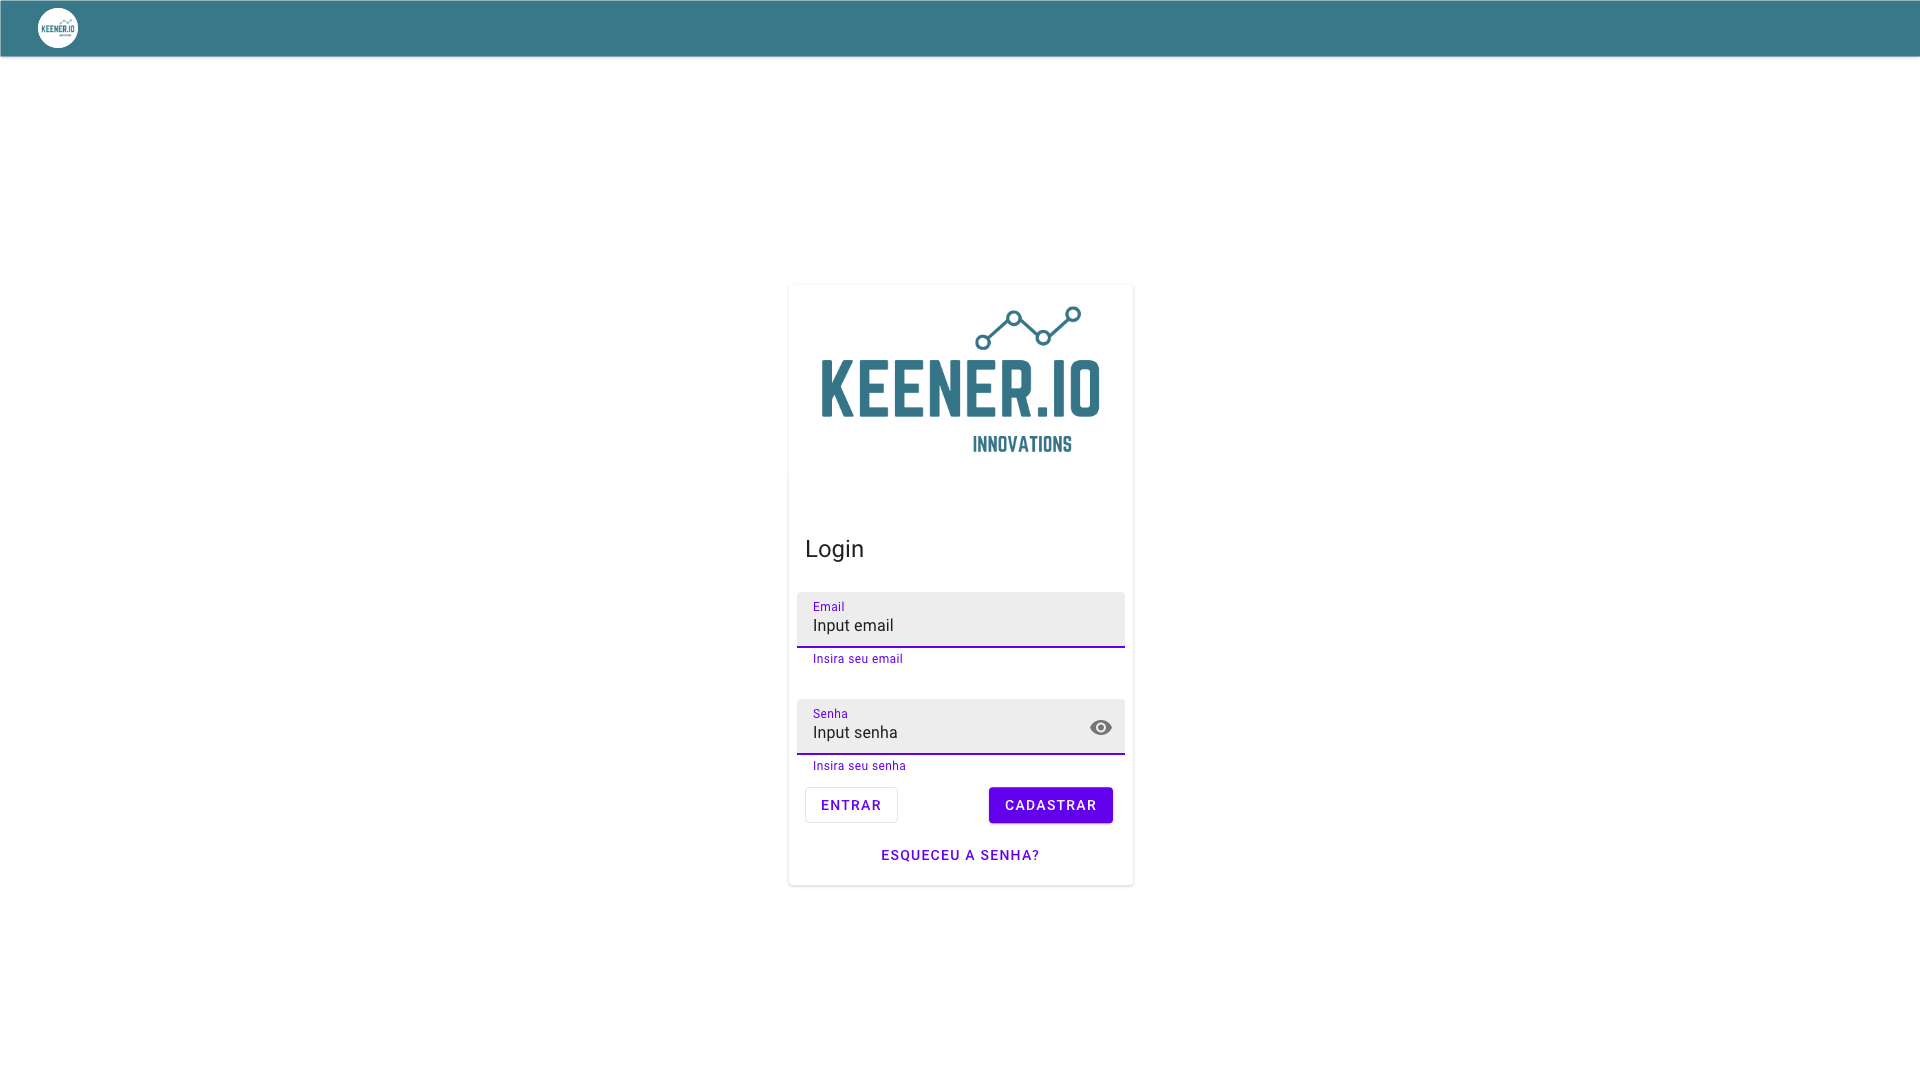 KEENER.IO
KEENER.IO
INNOVATIONS
Login
Email
Input email
Insira seu email
Senha
Input senha
Insira seu senha
ENTRAR
CADASTRAR
ESQUECEU A SENHA?